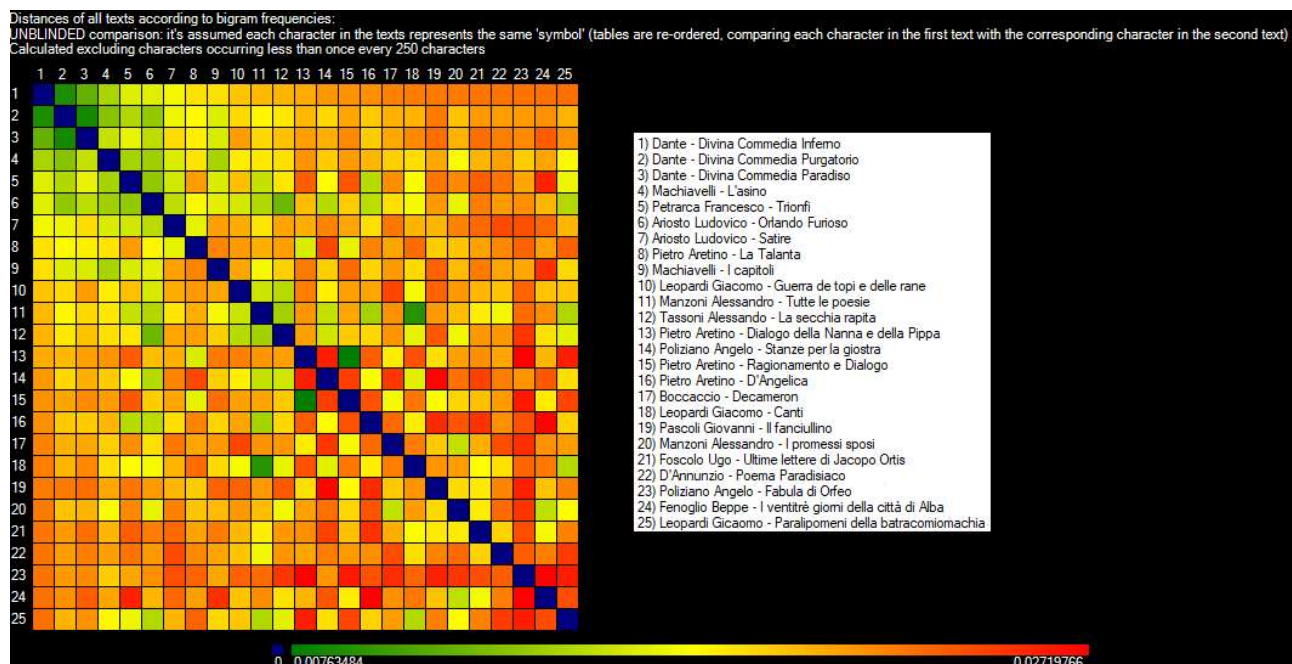 Distances of all texts according to bigram frequencies:
UNBLINDED comparison: it's assumed each character in the texts represents the same 'symbol' (tables are re-ordered, comparing each character in the first text with the corresponding character in the second text)
Calculated excluding characters occurring less than once every 250 characters
1 2 3 4 5 6 7 8 9 10 11 12 13 14 15 16 17 18 19 20 21 22 23 24 25
1
2
3
4
5
6
7
8
9
10
11
12
13
14
15
16
17
18
19
20
21
22
23
24
25
1) Dante - Divina Commedia Inferno
2) Dante - Divina Commedia Purgatorio
3) Dante - Divina Commedia Paradiso
4) Machiavelli - L'asino
5) Petrarca Francesco - Trionfi
6) Ariosto Ludovico - Orlando Furioso
7) Ariosto Ludovico - Satire
8) Pietro Aretino - La Talanta
9) Machiavelli - I capitoli
10) Leopardi Giacomo - Guerra de topi e delle rane
11) Manzoni Alessandro - Tutte le poesie
12) Tassoni Alessando - La secchia rapita
13) Pietro Aretino - Dialogo della Nanna e della Pippa
14) Poliziano Angelo - Stanze per la giostra
15) Pietro Aretino - Ragionamento e Dialogo
16) Pietro Aretino - D'Angelica
17) Boccaccio - Decameron
18) Leopardi Giacomo - Canti
19) Pascoli Giovanni - Il fanciullino
20) Manzoni Alessandro - I promessi sposi
21) Foscolo Ugo - Ultime lettere di Jacopo Ortis
22) D'Annunzio - Poema Paradisiaco
23) Poliziano Angelo - Fabula di Orfeo
24) Fenoglio Beppe - I ventitrè giorni della città di Alba
25) Leopardi Gicaomo - Paralipomeni della batracomiomachia
0 0.00763484 0.02719766